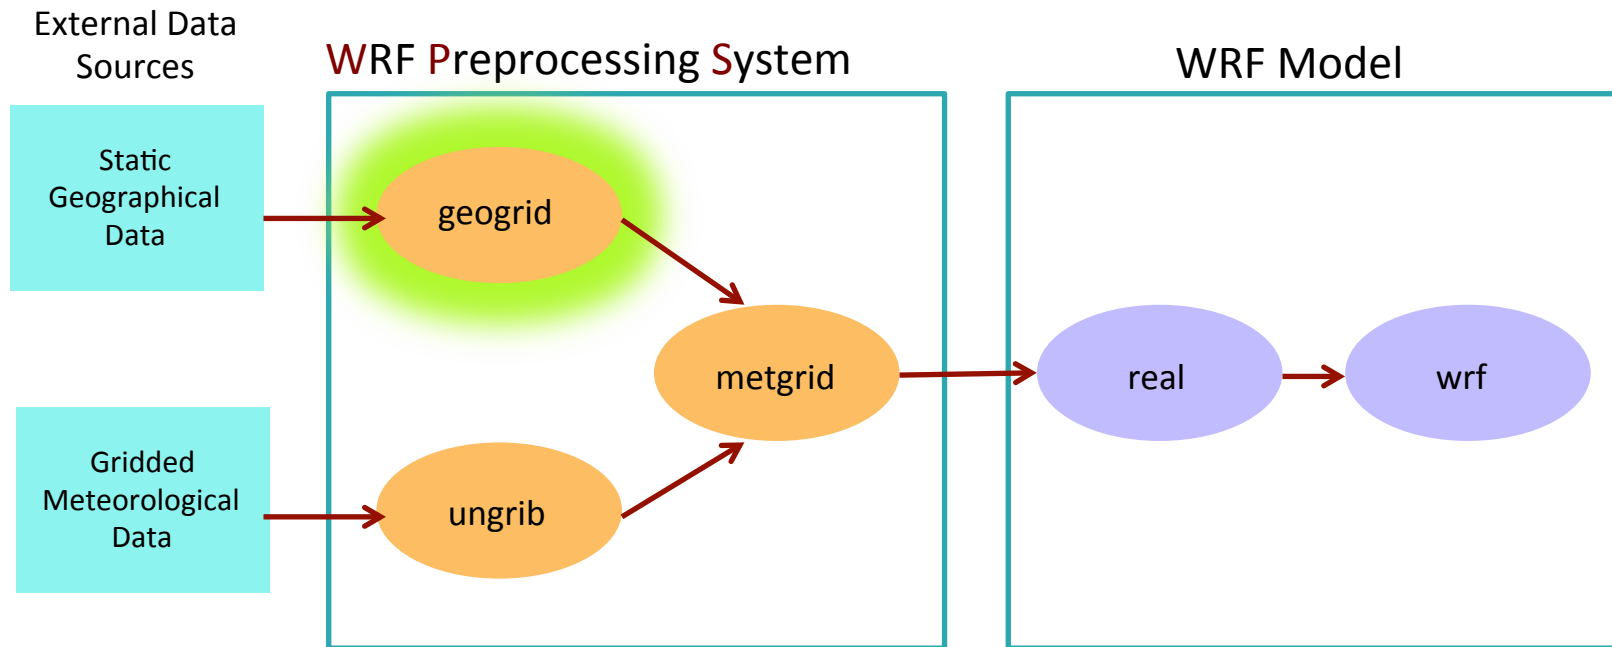 External Data
Sources
WRF Preprocessing System
WRF Model
Static
Geographical
Data
geogrid
metgrid
real
wrf
Gridded
Meteorological
Data
ungrib